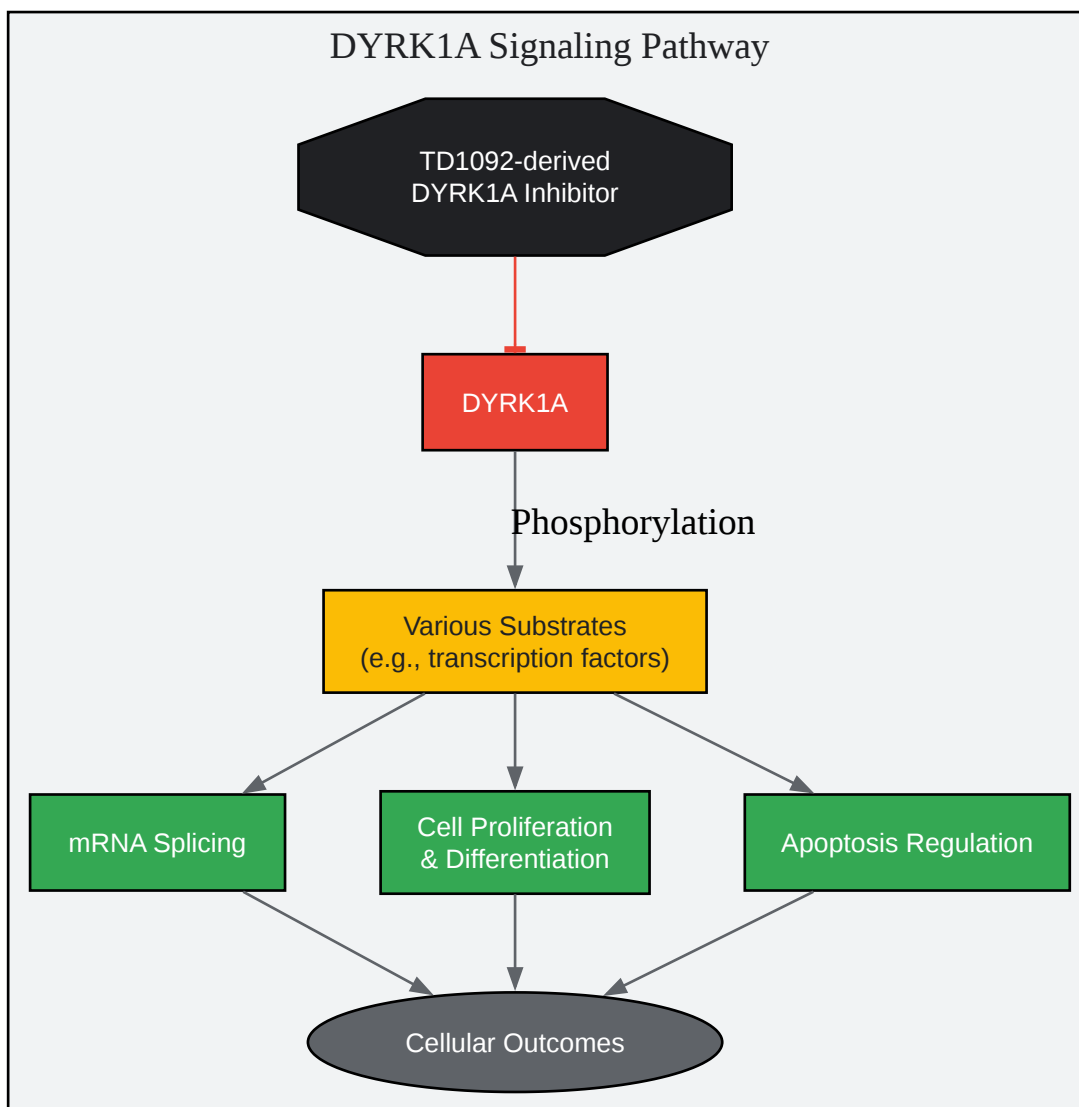 DYRK1A Signaling Pathway
TD1092-derived
DYRK1A Inhibitor
DYRK1A
Phosphorylation
Various Substrates
(e.g., transcription factors)
mRNA Splicing
Cell Proliferation
& Differentiation
Apoptosis Regulation
Cellular Outcomes